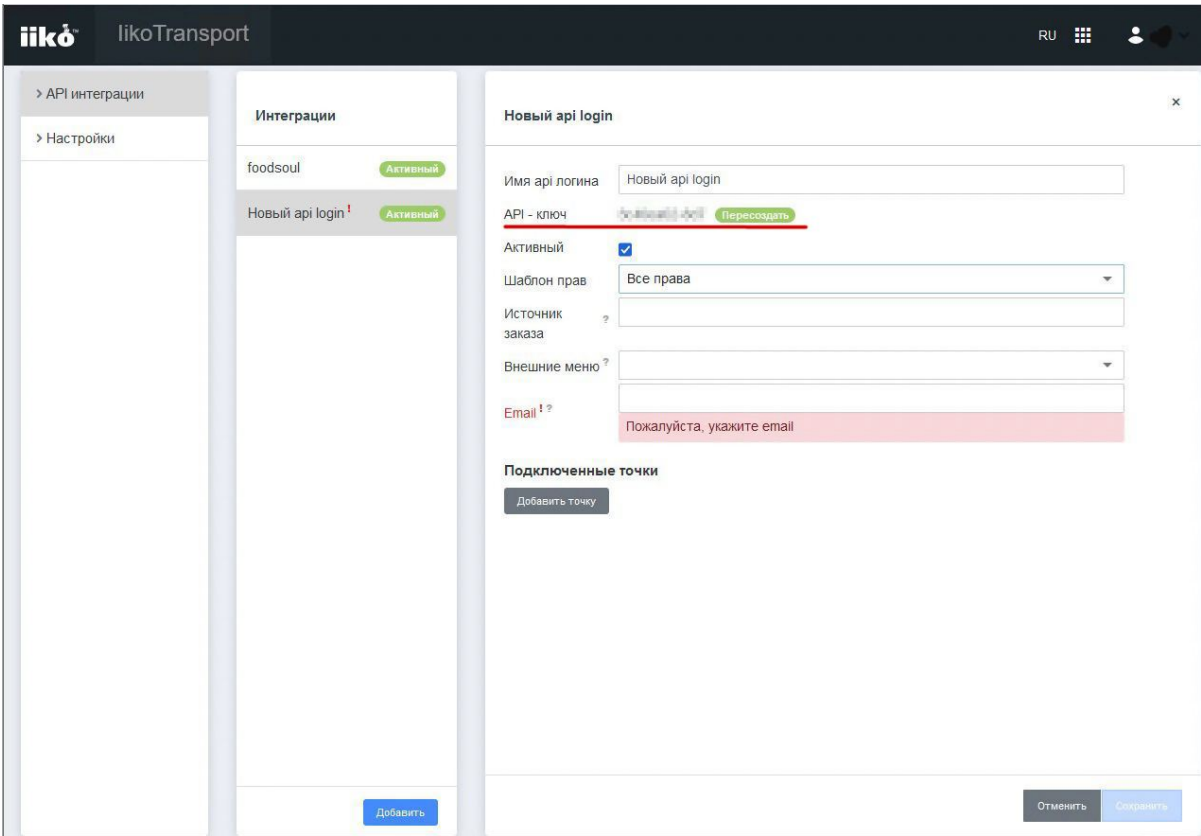 iiko™
IikoTransport
RU
API интеграции
Настройки
Интеграции
foodsoul
Активный
Новый api login !
Активный
Добавить
Новый api login
×
Имя api логина
Новый api login
API - ключ
Пересоздать
Активный
Шаблон прав
Все права
Источник
заказа ?
Внешние меню ?
Email ! ?
Пожалуйста, укажите email
Подключенные точки
Добавить точку
Отменить
Сохранить